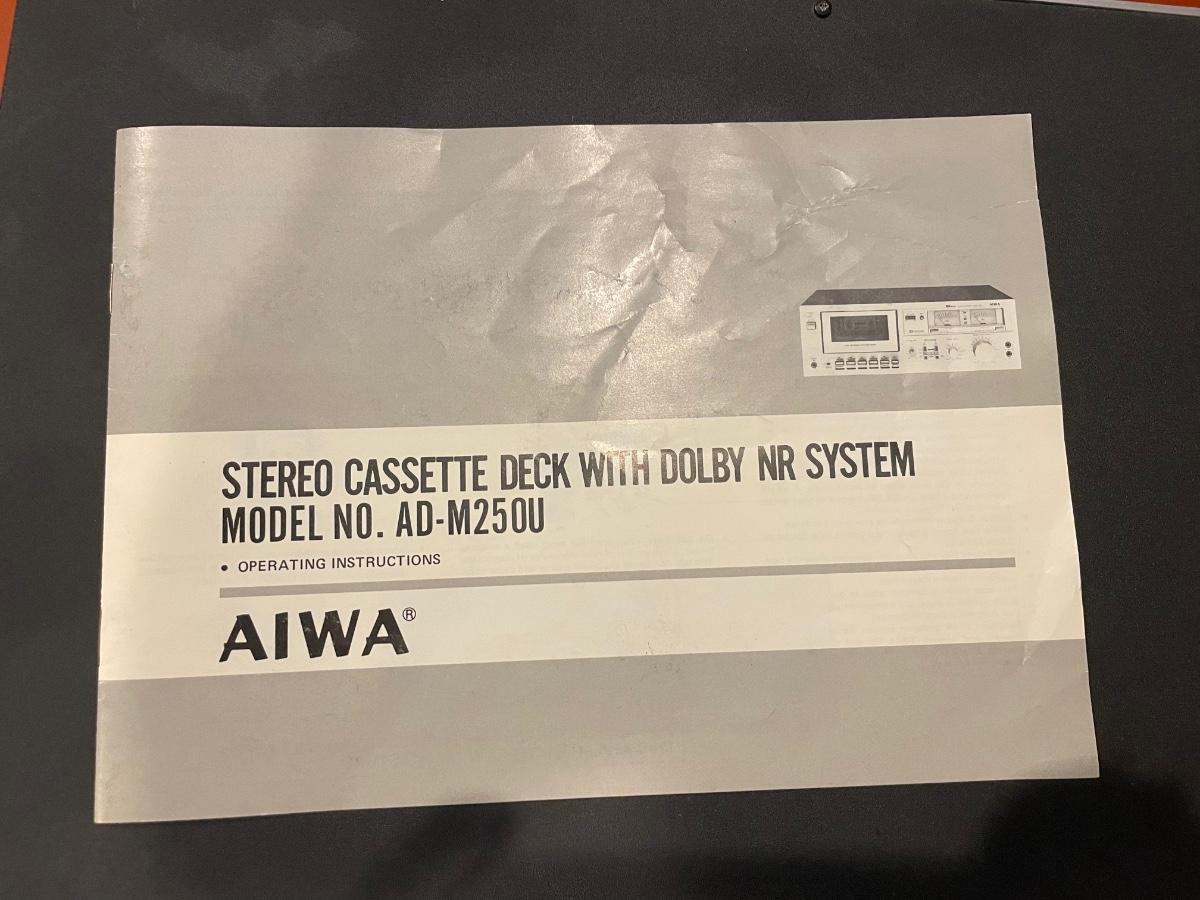 STEREO CASSETTE DECK WITH DOLBY NR SYSTEM
MODEL NO. AD-M250U
• OPERATING INSTRUCTIONS
AIWA®